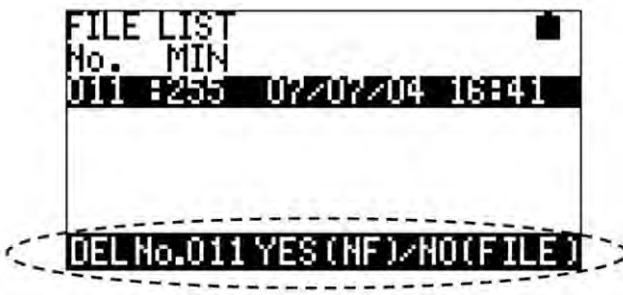 FILE LIST
No. MIN
011 :255 07/07/04 16:41
DEL No.011 YES(NF)/NO(FILE)